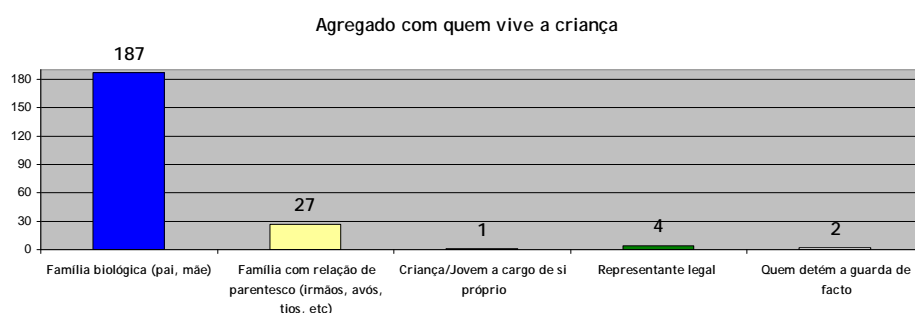 Agregado com quem vive a criança
187
180
150
120
90
60
30
0
27
1
4
2
Família biológica (pai, mãe)
Família com relação de
parentesco (irmãos, avós,
tios, etc)
Criança/Jovem a cargo de si
próprio
Representante legal
Quem detém a guarda de
facto